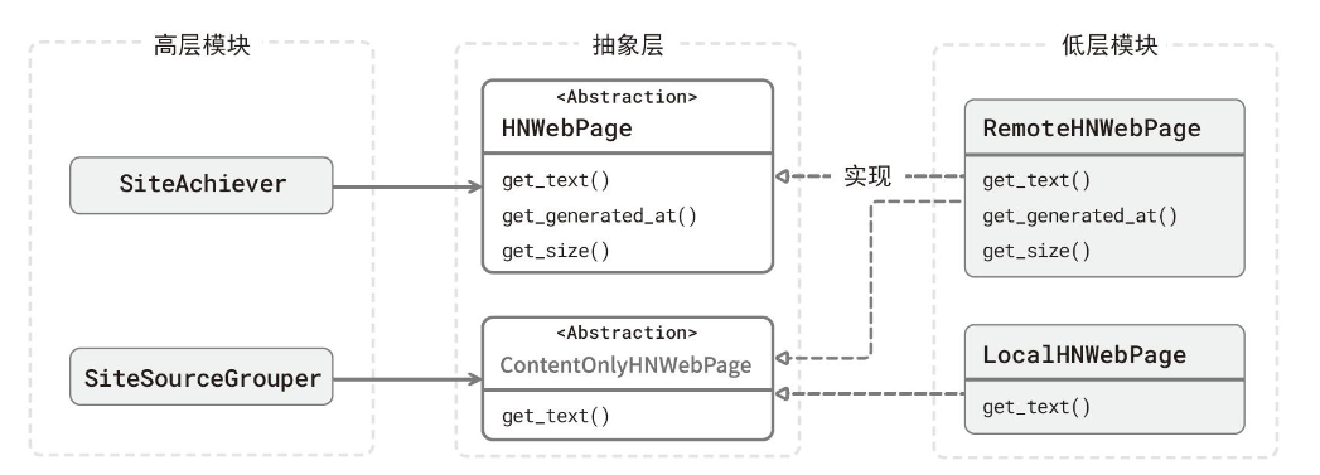 高层模块
SiteAchiever
SiteSourceGrouper
抽象层
<Abstraction>
HNWebPage
get_text()
get_generated_at()
get_size()
<Abstraction>
ContentOnlyHNWebPage
get_text()
实现
低层模块
RemoteHNWebPage
get_text()
get_generated_at()
get_size()
LocalHNWebPage
get_text()